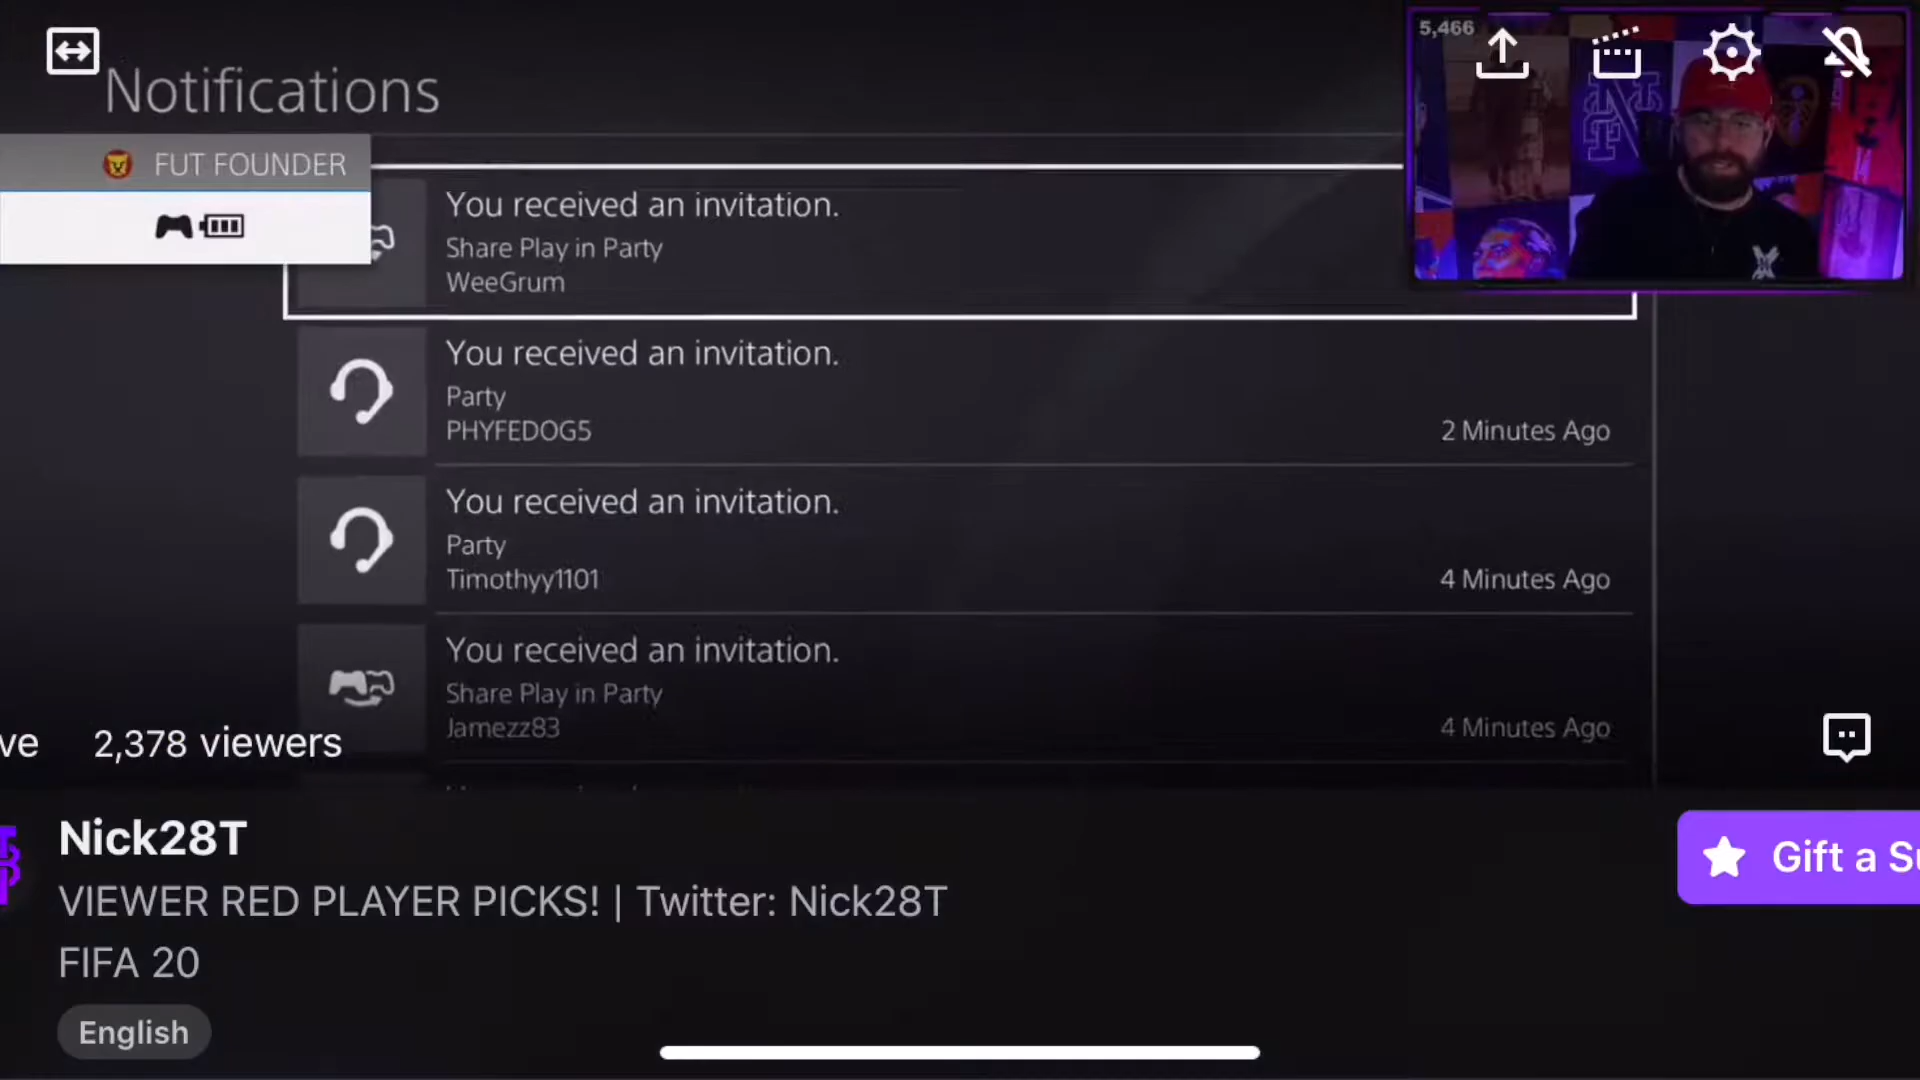 5,466
Notifications
FUT FOUNDER
You received an invitation.
Share Play in Party
WeeGrum
You received an invitation.
Party
PHYFEDOG5
2 Minutes Ago
You received an invitation.
Party
Timothyy1101
4 Minutes Ago
You received an invitation.
Share Play in Party
Jamezz83
4 Minutes Ago
ve 2,378 viewers
Nick28T
VIEWER RED PLAYER PICKS! | Twitter: Nick28T
FIFA 20
English
Gift a Su